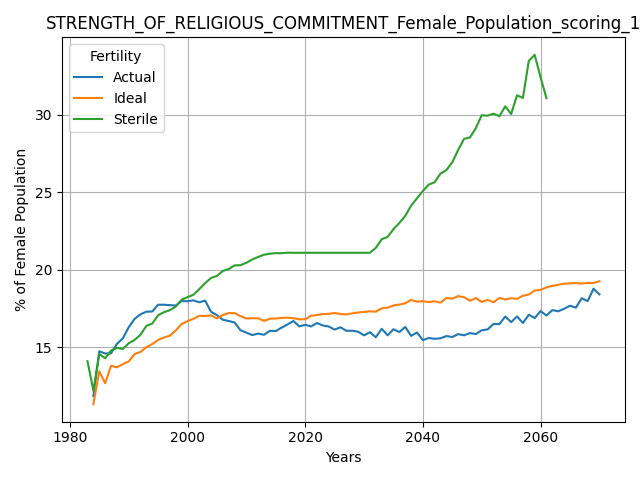 STRENGTH_OF_RELIGIOUS_COMMITMENT_Female_Population_scoring_1
Fertility
Actual
Ideal
Sterile
% of Female Population
30
25
20
15
1980
2000
2020
2040
2060
Years